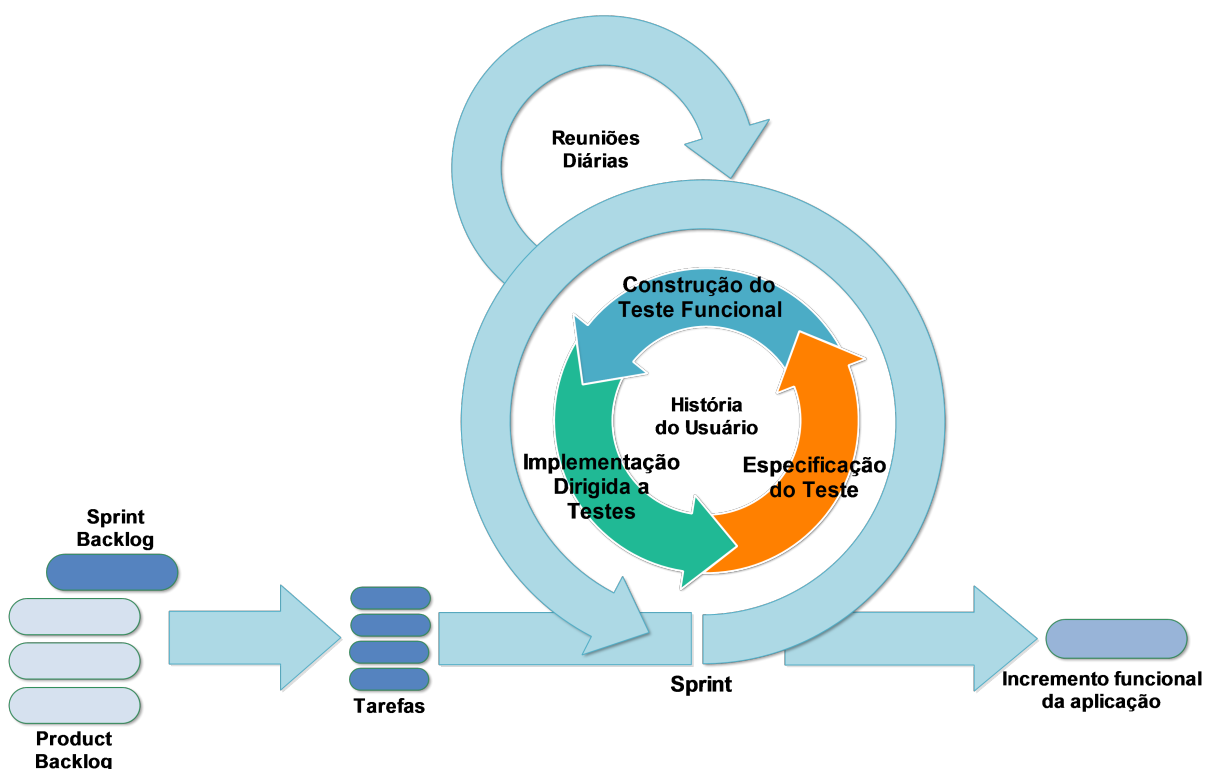 Reuniões
Diárias
Construção do
Teste Funcional
História
do Usuário
Implementação
Dirigida a
Testes
Especificação
do Teste
Sprint
Backlog
Product
Backlog
Tarefas
Sprint
Incremento funcional
da aplicação